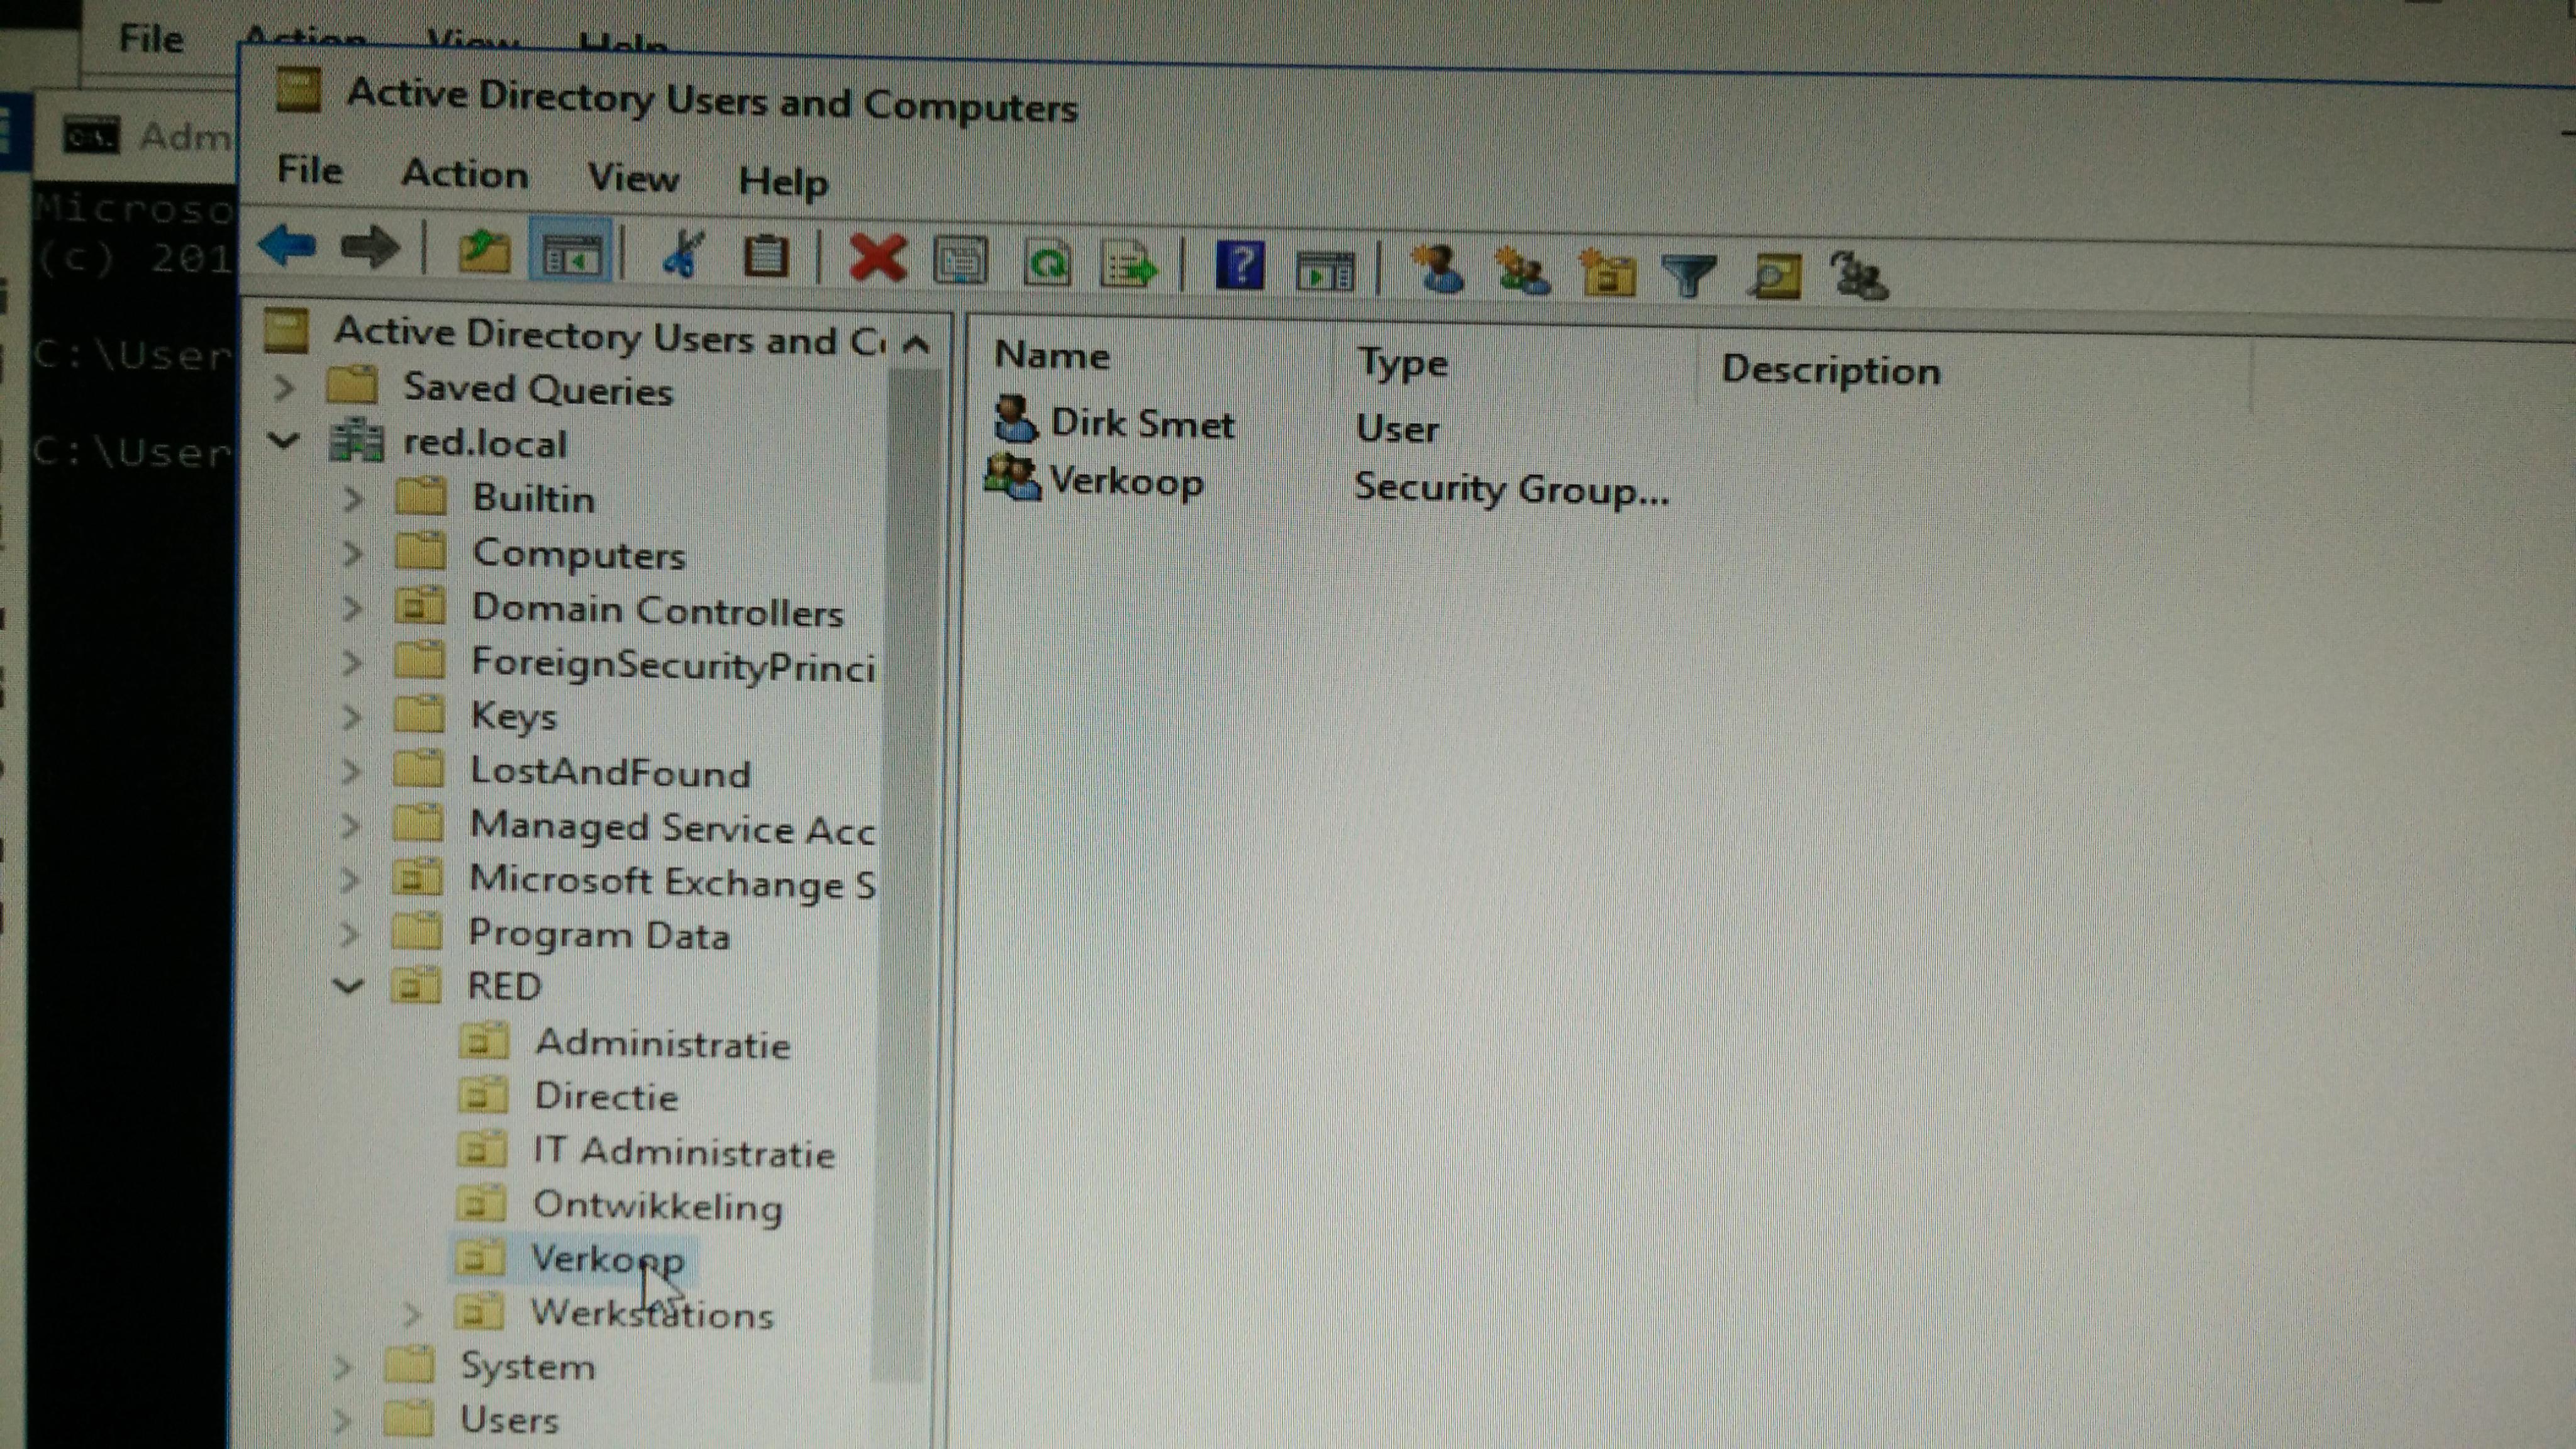 File Action View Help
Active Directory Users and Computers
Adm
File Action View Help
Microso
(c) 201
C:\User
C:\User
Active Directory Users and C
Saved Queries
red.local
Builtin
Computers
Domain Controllers
ForeignSecurityPrinci
Keys
LostAndFound
Managed Service Acc
Microsoft Exchange S
Program Data
RED
Administratie
Directie
IT Administratie
Ontwikkeling
Verkoop
Werkstations
System
Users
Name Type Description
Dirk Smet User
Verkoop Security Group...